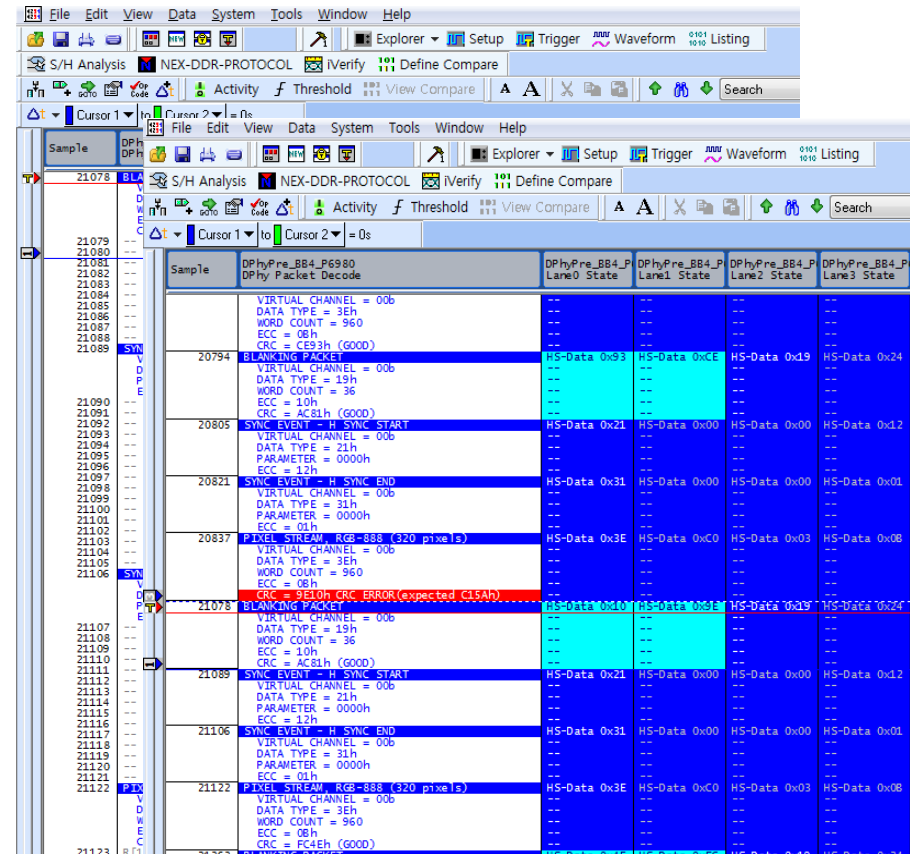 File Edit View Data System Tools Window Help
Explorer Setup Trigger Waveform Listing
S/H Analysis NEX-DDR-PROTOCOL iVerify Define Compare
Activity Threshold View Compare A A Search
Cursor 1 to Cursor 2 = 0s
Sample
21078
21079 --
21080 --
21081 --
21082 --
21083 --
21084 --
21085 --
21086 --
21087 --
21088 --
21089 SYN
21090 --
21091 --
21092 --
21093 --
21094 --
21095 --
21096 --
21097 --
21098 --
21099 --
21100 --
21101 --
21102 --
21103 --
21104 --
21105 --
21106 SYN
21107 --
21108 --
21109 --
21110 --
21111 --
21112 --
21113 --
21114 --
21115 --
21116 --
21117 --
21118 --
21119 --
21120 --
21121 --
21122 PIX
21123
File Edit View Data System Tools Window Help
Explorer Setup Trigger Waveform Listing
S/H Analysis NEX-DDR-PROTOCOL iVerify Define Compare
Activity Threshold View Compare A A Search
Cursor 1 to Cursor 2 = 0s
Sample DPhyPre_BB4_P6980 DPhyPre_BB4_P DPhyPre_BB4_P DPhyPre_BB4_P DPhyPre_BB4_P
DPhy Packet Decode Lane0 State Lane1 State Lane2 State Lane3 State
VIRTUAL CHANNEL = 00b -- -- -- --
DATA TYPE = 3Eh -- -- -- --
WORD COUNT = 960 -- -- -- --
ECC = 0Bh -- -- -- --
CRC = CE93h (GOOD) -- -- -- --
20794 BLANKING PACKET HS-Data 0x93 HS-Data 0xCE HS-Data 0x19 HS-Data 0x24
VIRTUAL CHANNEL = 00b -- -- -- --
DATA TYPE = 19h -- -- -- --
WORD COUNT = 36 -- -- -- --
ECC = 10h -- -- -- --
CRC = AC81h (GOOD) -- -- -- --
20805 SYNC EVENT - H SYNC START HS-Data 0x21 HS-Data 0x00 HS-Data 0x00 HS-Data 0x12
VIRTUAL CHANNEL = 00b -- -- -- --
DATA TYPE = 21h -- -- -- --
PARAMETER = 0000h -- -- -- --
ECC = 12h -- -- -- --
20821 SYNC EVENT - H SYNC END HS-Data 0x31 HS-Data 0x00 HS-Data 0x00 HS-Data 0x01
VIRTUAL CHANNEL = 00b -- -- -- --
DATA TYPE = 31h -- -- -- --
PARAMETER = 0000h -- -- -- --
ECC = 01h -- -- -- --
20837 PIXEL STREAM, RGB-888 (320 pixels) HS-Data 0x3E HS-Data 0xC0 HS-Data 0x03 HS-Data 0x0B
VIRTUAL CHANNEL = 00b -- -- -- --
DATA TYPE = 3Eh -- -- -- --
WORD COUNT = 960 -- -- -- --
ECC = 0Bh -- -- -- --
CRC = 9E10h CRC ERROR(expected C15Ah) -- -- -- --
21078 BLANKING PACKET HS-Data 0x10 HS-Data 0x9E HS-Data 0x19 HS-Data 0x24
VIRTUAL CHANNEL = 00b -- -- -- --
DATA TYPE = 19h -- -- -- --
WORD COUNT = 36 -- -- -- --
ECC = 10h -- -- -- --
CRC = AC81h (GOOD) -- -- -- --
21089 SYNC EVENT - H SYNC START HS-Data 0x21 HS-Data 0x00 HS-Data 0x00 HS-Data 0x12
VIRTUAL CHANNEL = 00b -- -- -- --
DATA TYPE = 21h -- -- -- --
PARAMETER = 0000h -- -- -- --
ECC = 12h -- -- -- --
21106 SYNC EVENT - H SYNC END HS-Data 0x31 HS-Data 0x00 HS-Data 0x00 HS-Data 0x01
VIRTUAL CHANNEL = 00b -- -- -- --
DATA TYPE = 31h -- -- -- --
PARAMETER = 0000h -- -- -- --
ECC = 01h -- -- -- --
21122 PIXEL STREAM, RGB-888 (320 pixels) HS-Data 0x3E HS-Data 0xC0 HS-Data 0x03 HS-Data 0x0B
VIRTUAL CHANNEL = 00b -- -- -- --
DATA TYPE = 3Eh -- -- -- --
WORD COUNT = 960 -- -- -- --
ECC = 0Bh -- -- -- --
CRC = FC4Eh (GOOD) -- -- -- --